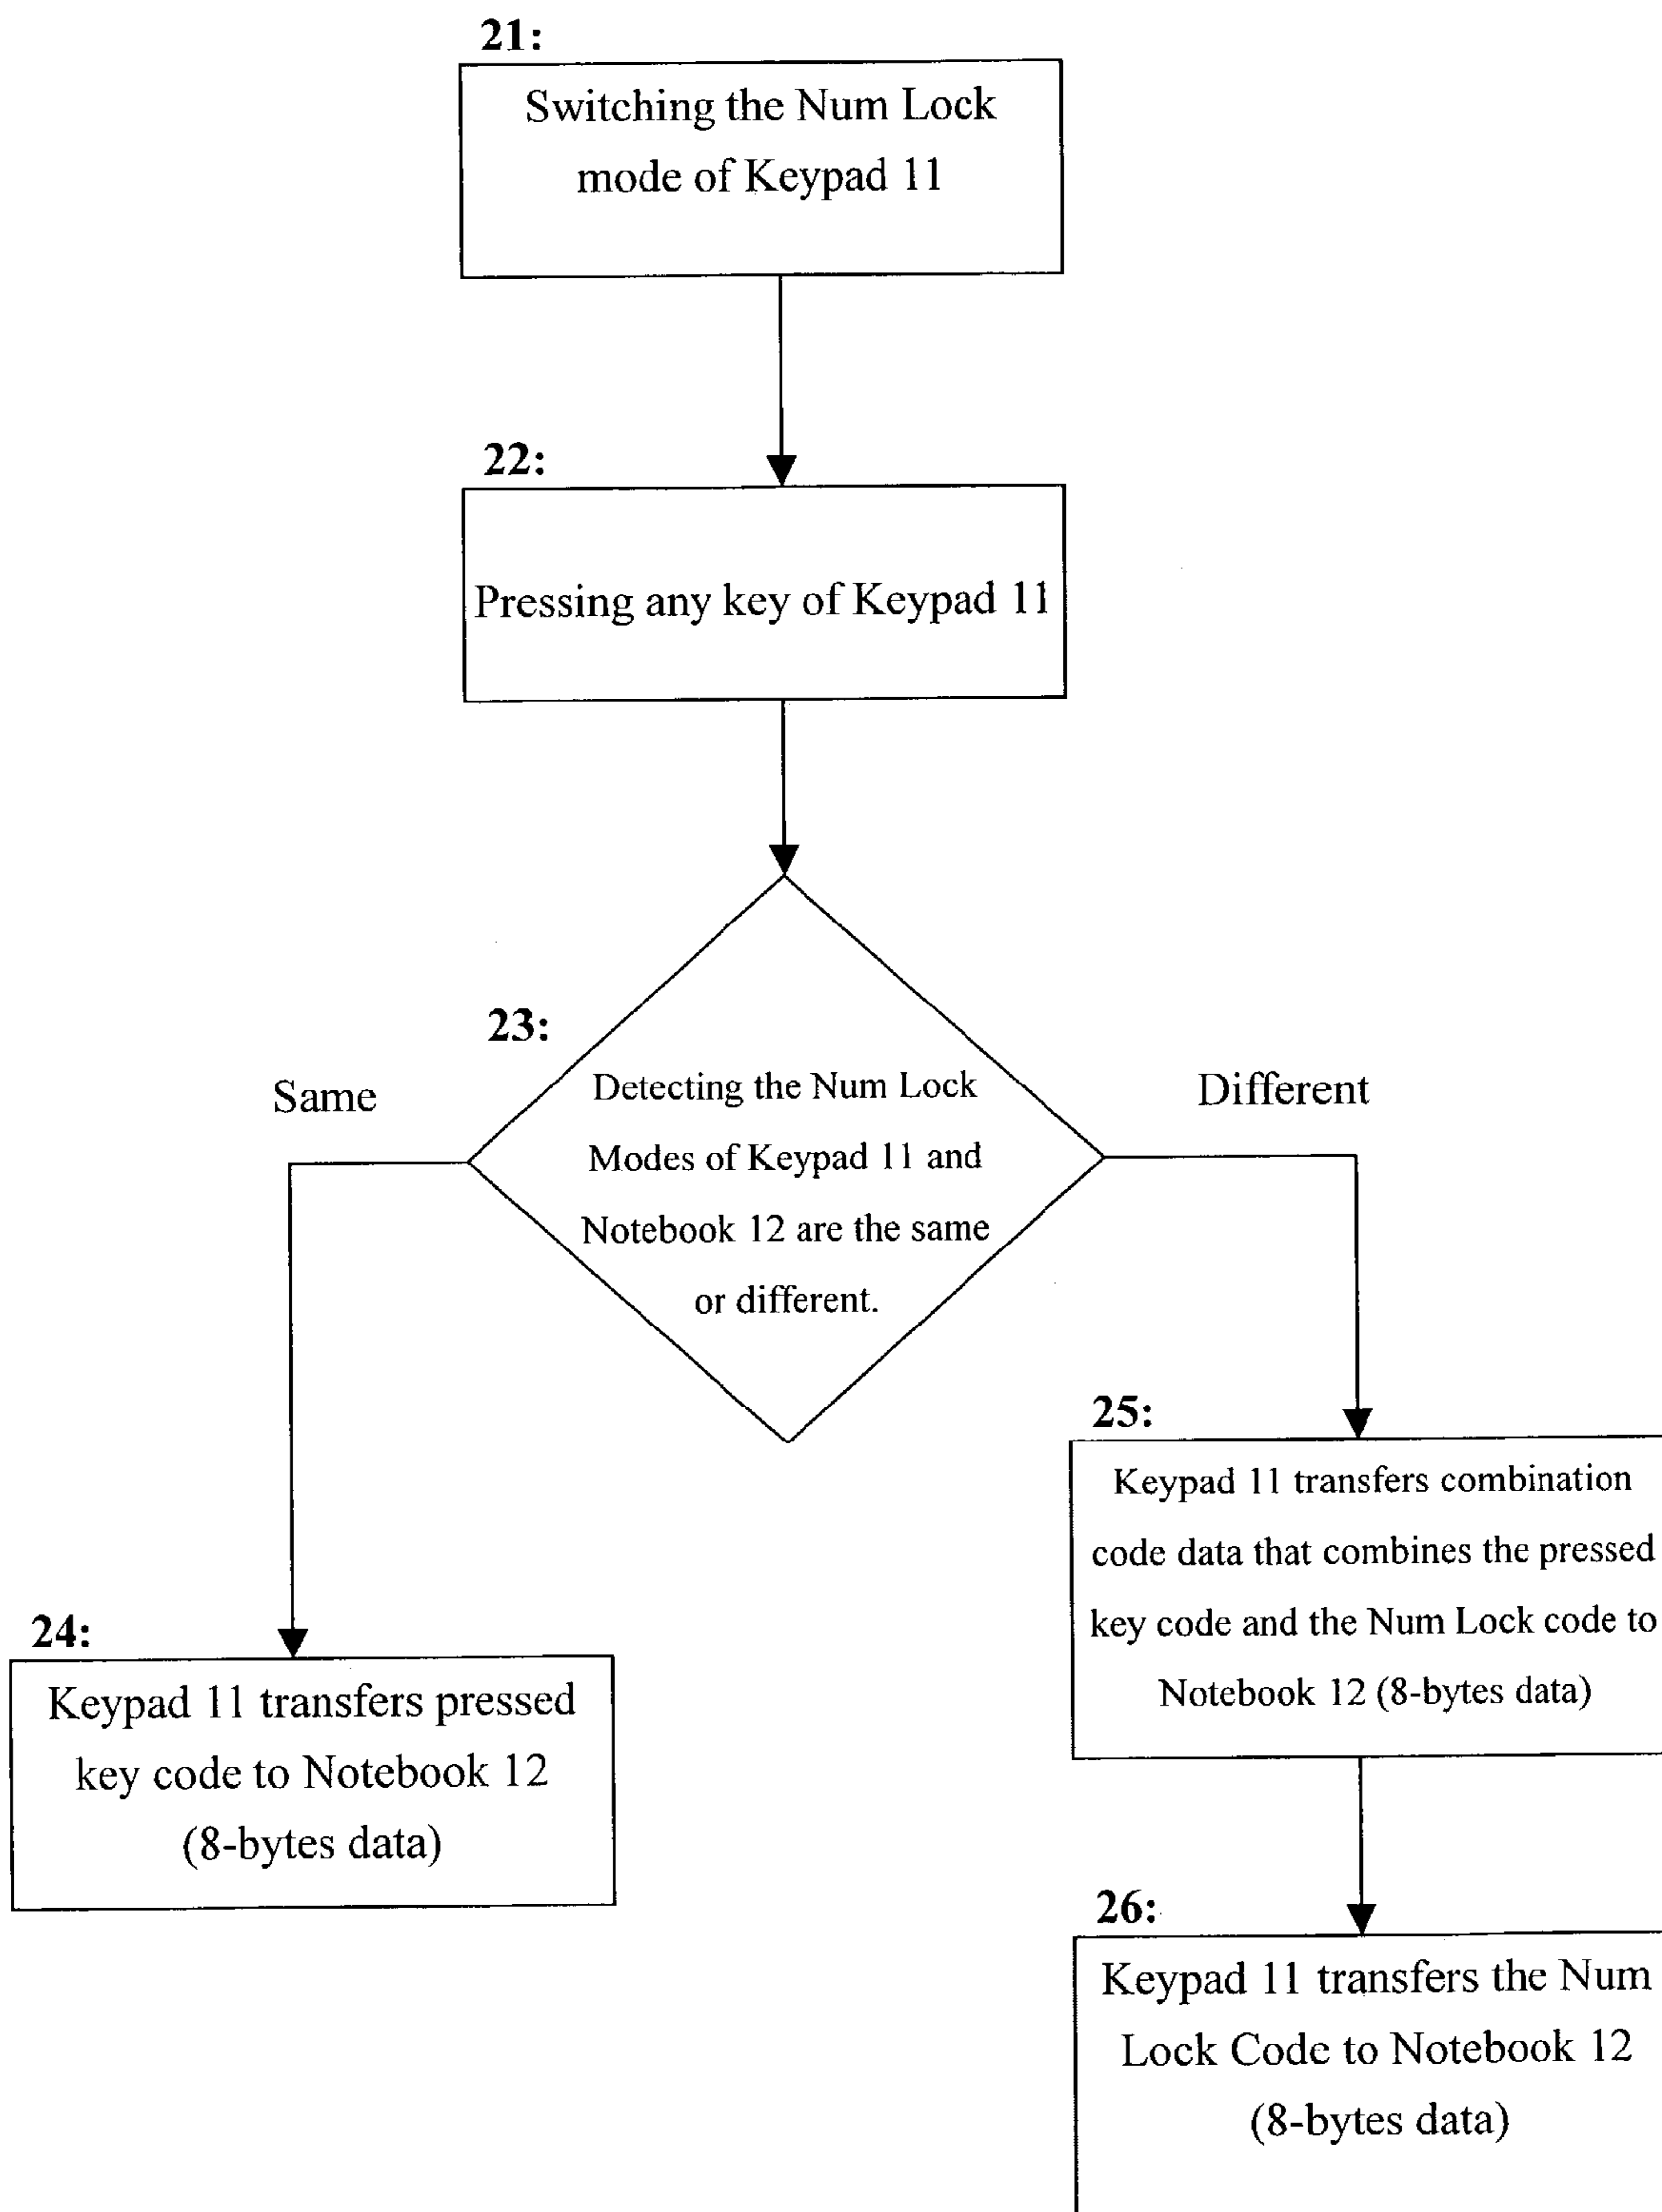 21:
Switching the Num Lock
mode of Keypad 11
22:
Pressing any key of Keypad 11
23:
Same
Different
Detecting the Num Lock
Modes of Keypad 11 and
Notebook 12 are the same
or different.
25:
Keypad 11 transfers combination
code data that combines the pressed
key code and the Num Lock code to
Notebook 12 (8-bytes data)
24:
Keypad 11 transfers pressed
key code to Notebook 12
(8-bytes data)
26:
Keypad 11 transfers the Num
Lock Code to Notebook 12
(8-bytes data)